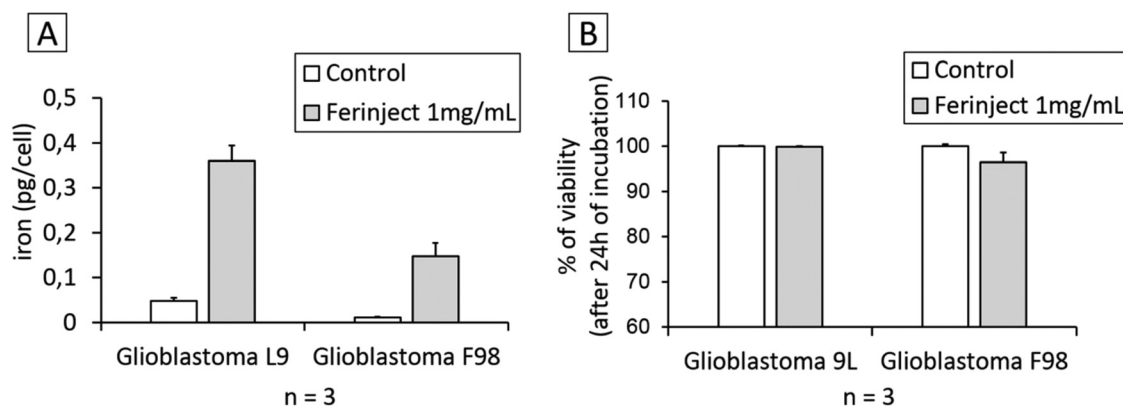 A
Control
Ferinject 1mg/mL
iron (pg/cell)
0,5
0,4
0,3
0,2
0,1
0
Glioblastoma L9
Glioblastoma F98
n = 3
B
Control
Ferinject 1mg/mL
% of viability
(after 24h of incubation)
110
100
90
80
70
60
Glioblastoma 9L
Glioblastoma F98
n = 3